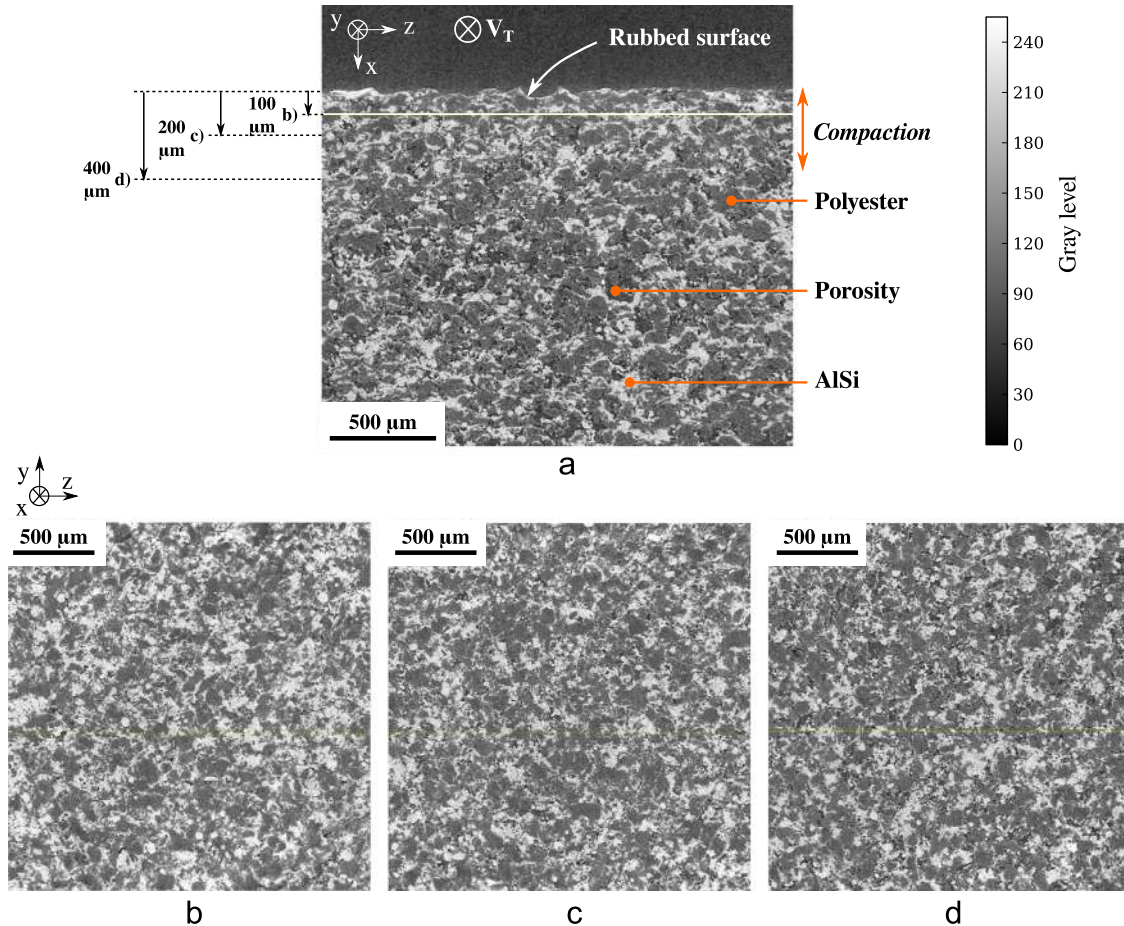 y
z
x
V_T
Rubbed surface
100
µm
b)
200
µm
c)
400
µm
d)
Compaction
Polyester
Porosity
AlSi
500 µm
a
240
210
180
150
120
90
60
30
0
Gray level
y
z
x
500 µm
500 µm
500 µm
b
c
d